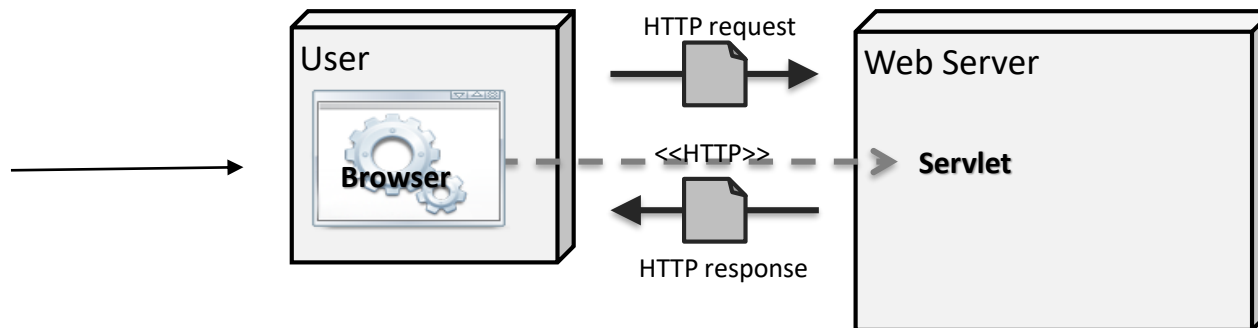 HTTP request
User
Web Server
<<HTTP>>
Browser
Servlet
HTTP response